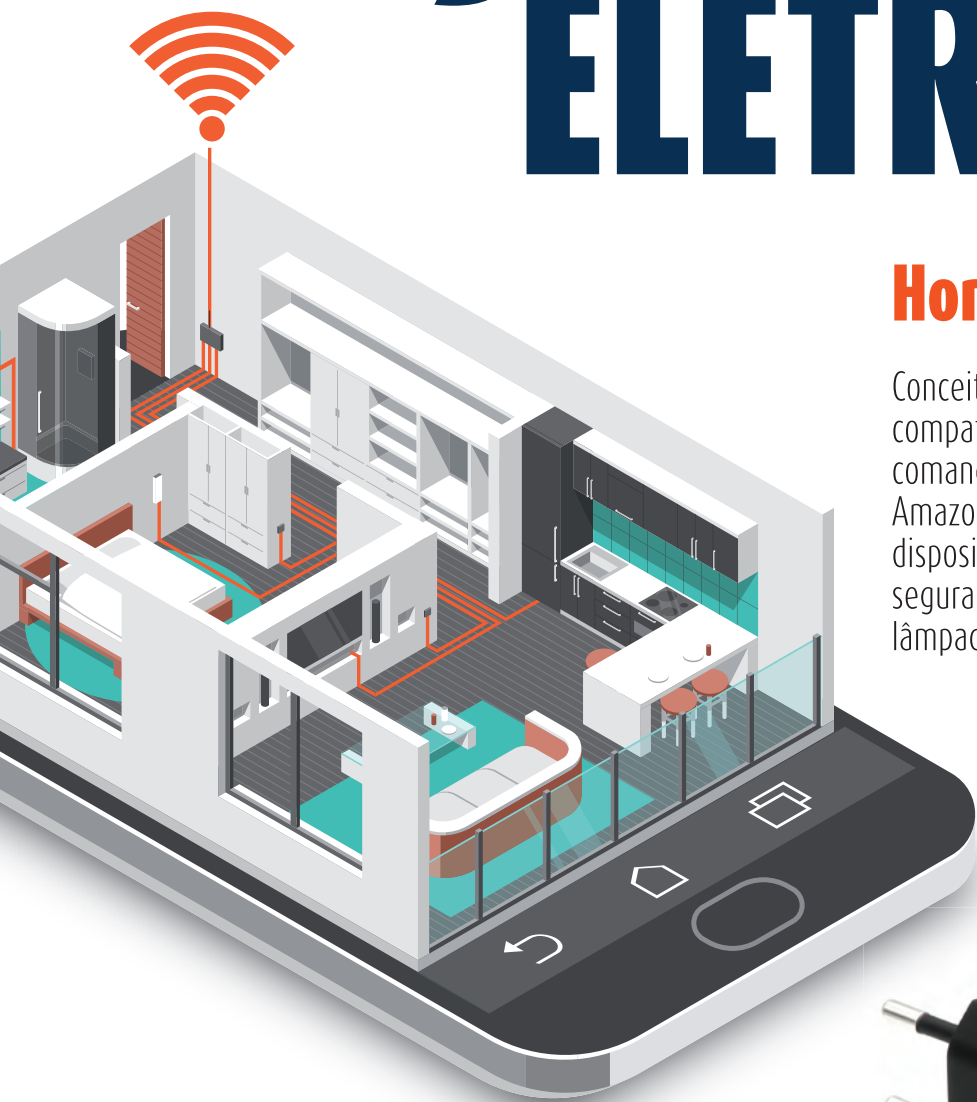 ELETR
Hor
Conceit
compat
comand
Amazo
disposi
segura
lâmpad